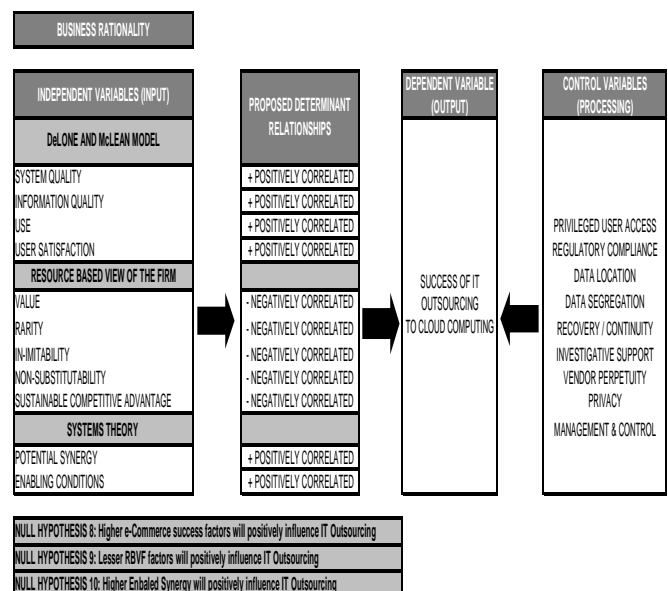 BUSINESS RATIONALITY
INDEPENDENT VARIABLES (INPUT)
DeLONE AND McLEAN MODEL
SYSTEM QUALITY
INFORMATION QUALITY
USE
USER SATISFACTION
RESOURCE BASED VIEW OF THE FIRM
VALUE
RARITY
IN-IMITABILITY
NON-SUBSTITUTABILITY
SUSTAINABLE COMPETITIVE ADVANTAGE
SYSTEMS THEORY
POTENTIAL SYNERGY
ENABLING CONDITIONS
PROPOSED DETERMINANT
RELATIONSHIPS
+ POSITIVELY CORRELATED
+ POSITIVELY CORRELATED
+ POSITIVELY CORRELATED
+ POSITIVELY CORRELATED
- NEGATIVELY CORRELATED
- NEGATIVELY CORRELATED
- NEGATIVELY CORRELATED
- NEGATIVELY CORRELATED
- NEGATIVELY CORRELATED
+ POSITIVELY CORRELATED
+ POSITIVELY CORRELATED
DEPENDENT VARIABLE
(OUTPUT)
SUCCESS OF IT
OUTSOURCING
TO CLOUD COMPUTING
CONTROL VARIABLES
(PROCESSING)
PRIVILEGED USER ACCESS
REGULATORY COMPLIANCE
DATA LOCATION
DATA SEGREGATION
RECOVERY / CONTINUITY
INVESTIGATIVE SUPPORT
VENDOR PERPETUITY
PRIVACY
MANAGEMENT & CONTROL
NULL HYPOTHESIS 8: Higher e-Commerce success factors will positively influence IT Outsourcing
NULL HYPOTHESIS 9: Lesser RBVF factors will positively influence IT Outsourcing
NULL HYPOTHESIS 10: Higher Enbaled Synergy will positively influence IT Outsourcing